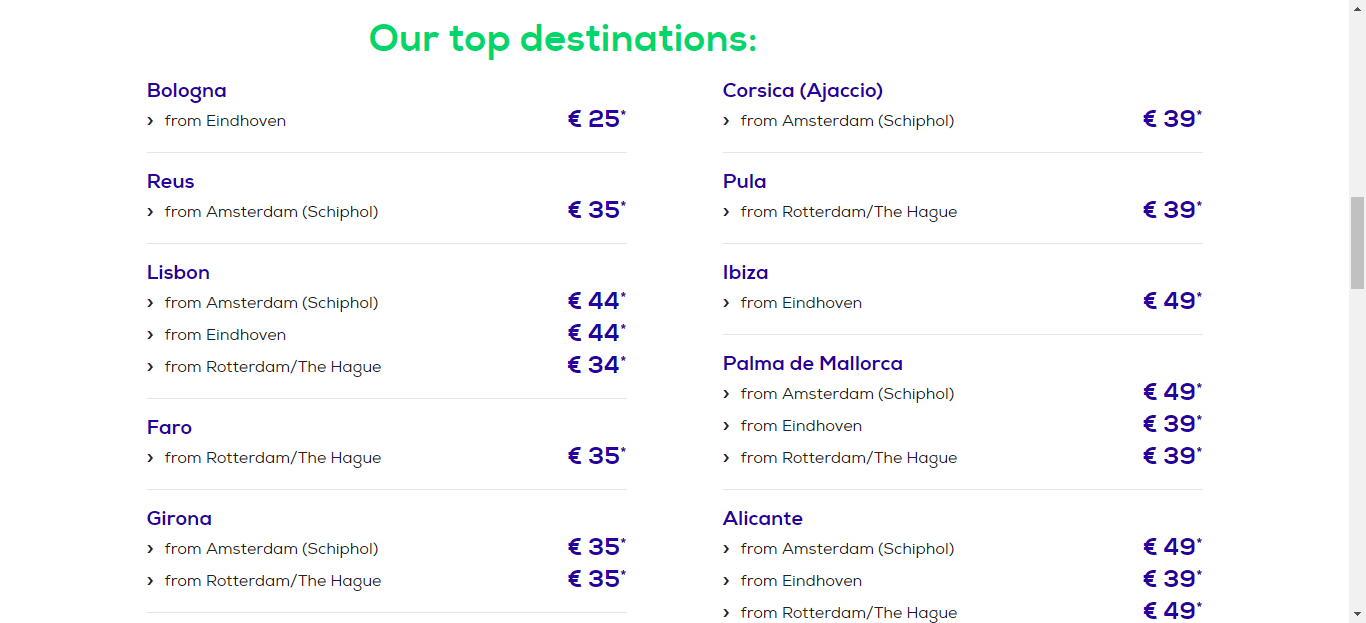 Our top destinations:
Bologna
› from Eindhoven € 25*
Reus
› from Amsterdam (Schiphol) € 35*
Lisbon
› from Amsterdam (Schiphol) € 44*
› from Eindhoven € 44*
› from Rotterdam/The Hague € 34*
Faro
› from Rotterdam/The Hague € 35*
Girona
› from Amsterdam (Schiphol) € 35*
› from Rotterdam/The Hague € 35*
Corsica (Ajaccio)
› from Amsterdam (Schiphol) € 39*
Pula
› from Rotterdam/The Hague € 39*
Ibiza
› from Eindhoven € 49*
Palma de Mallorca
› from Amsterdam (Schiphol) € 49*
› from Eindhoven € 39*
› from Rotterdam/The Hague € 39*
Alicante
› from Amsterdam (Schiphol) € 49*
› from Eindhoven € 39*
› from Rotterdam/The Hague € 49*